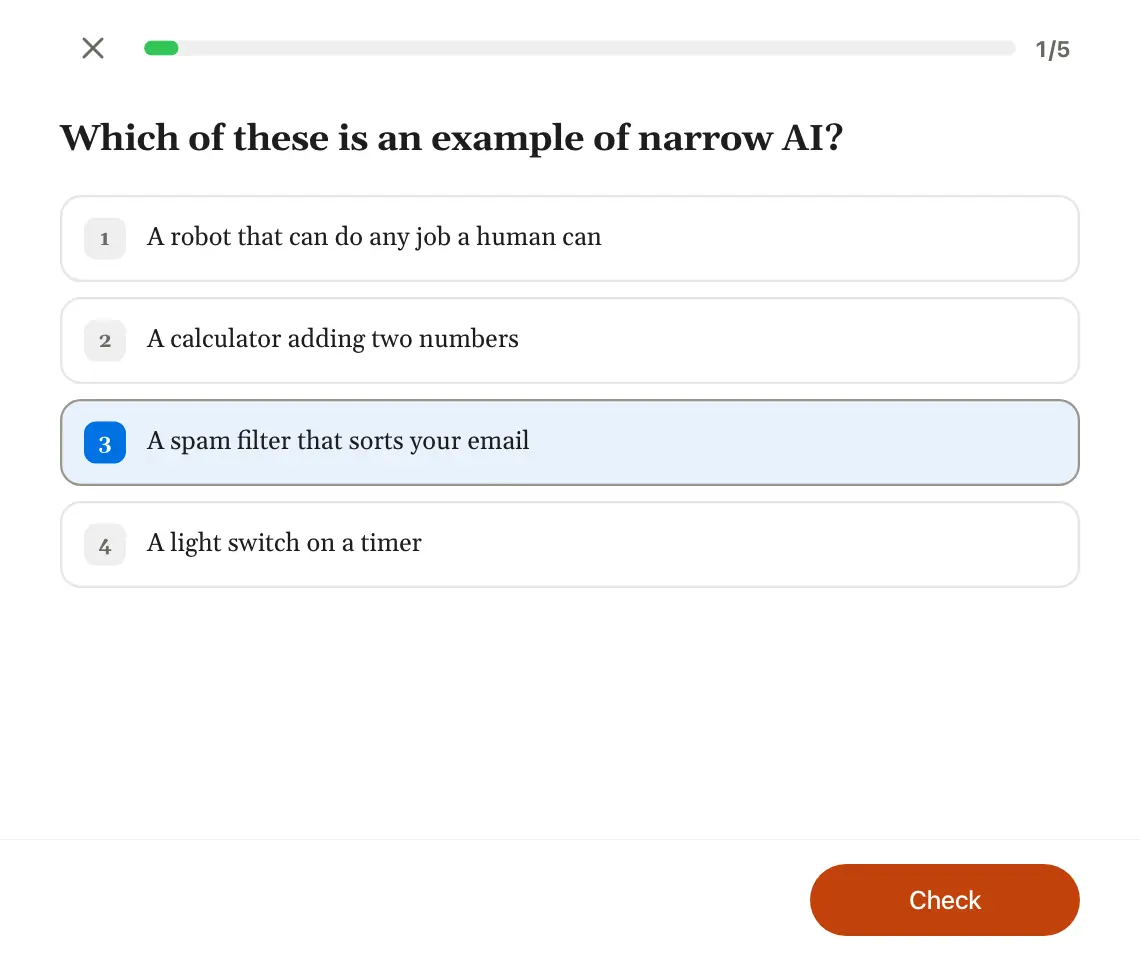 1/5
Which of these is an example of narrow AI?
1 A robot that can do any job a human can
2 A calculator adding two numbers
3 A spam filter that sorts your email
4 A light switch on a timer
Check